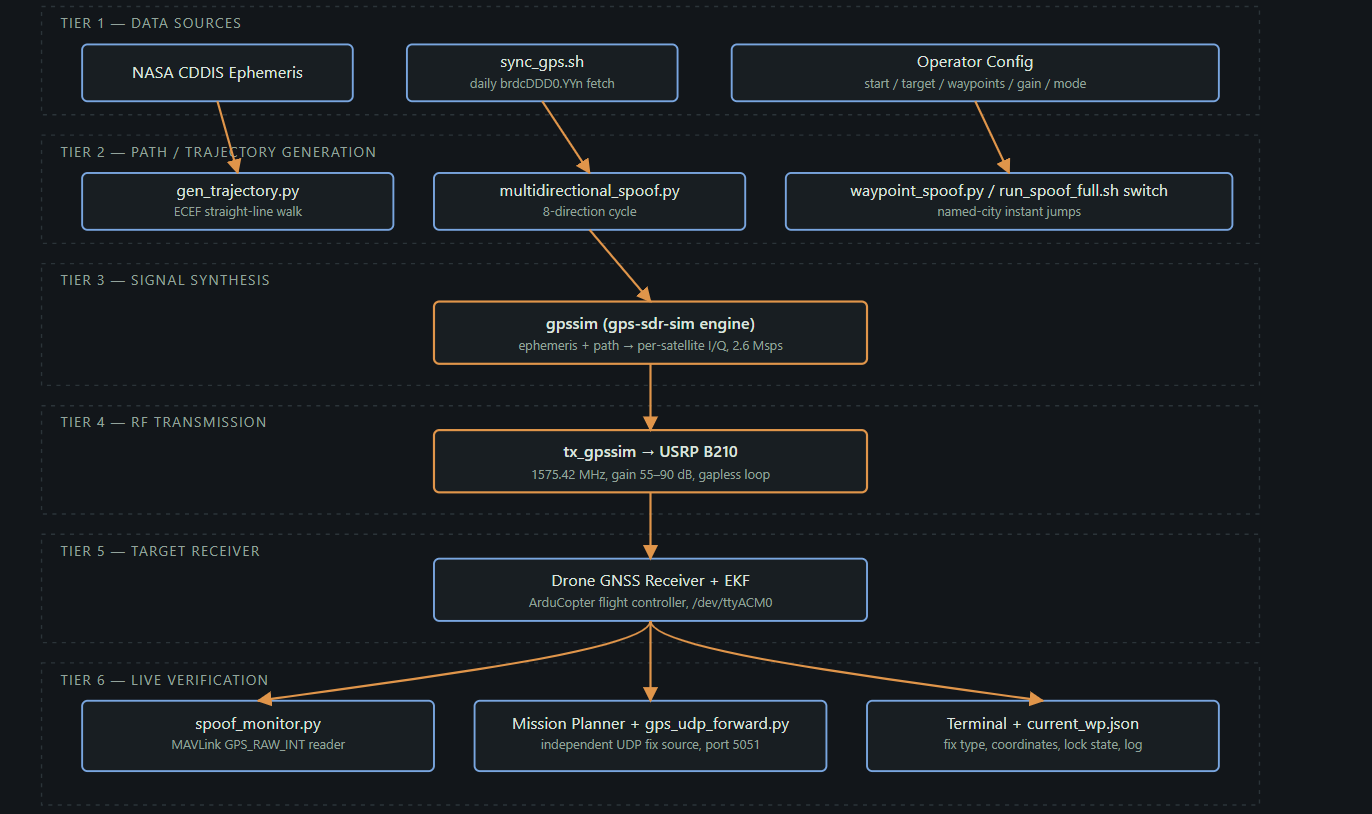 TIER 1 — DATA SOURCES
NASA CDDIS Ephemeris
sync_gps.sh
daily brdcDDD0.YYn fetch
Operator Config
start / target / waypoints / gain / mode
TIER 2 — PATH / TRAJECTORY GENERATION
gen_trajectory.py
ECEF straight-line walk
multidirectional_spoof.py
8-direction cycle
waypoint_spoof.py / run_spoof_full.sh switch
named-city instant jumps
TIER 3 — SIGNAL SYNTHESIS
gpssim (gps-sdr-sim engine)
ephemeris + path → per-satellite I/Q, 2.6 Msps
TIER 4 — RF TRANSMISSION
tx_gpssim → USRP B210
1575.42 MHz, gain 55–90 dB, gapless loop
TIER 5 — TARGET RECEIVER
Drone GNSS Receiver + EKF
ArduCopter flight controller, /dev/ttyACM0
TIER 6 — LIVE VERIFICATION
spoof_monitor.py
MAVLink GPS_RAW_INT reader
Mission Planner + gps_udp_forward.py
independent UDP fix source, port 5051
Terminal + current_wp.json
fix type, coordinates, lock state, log